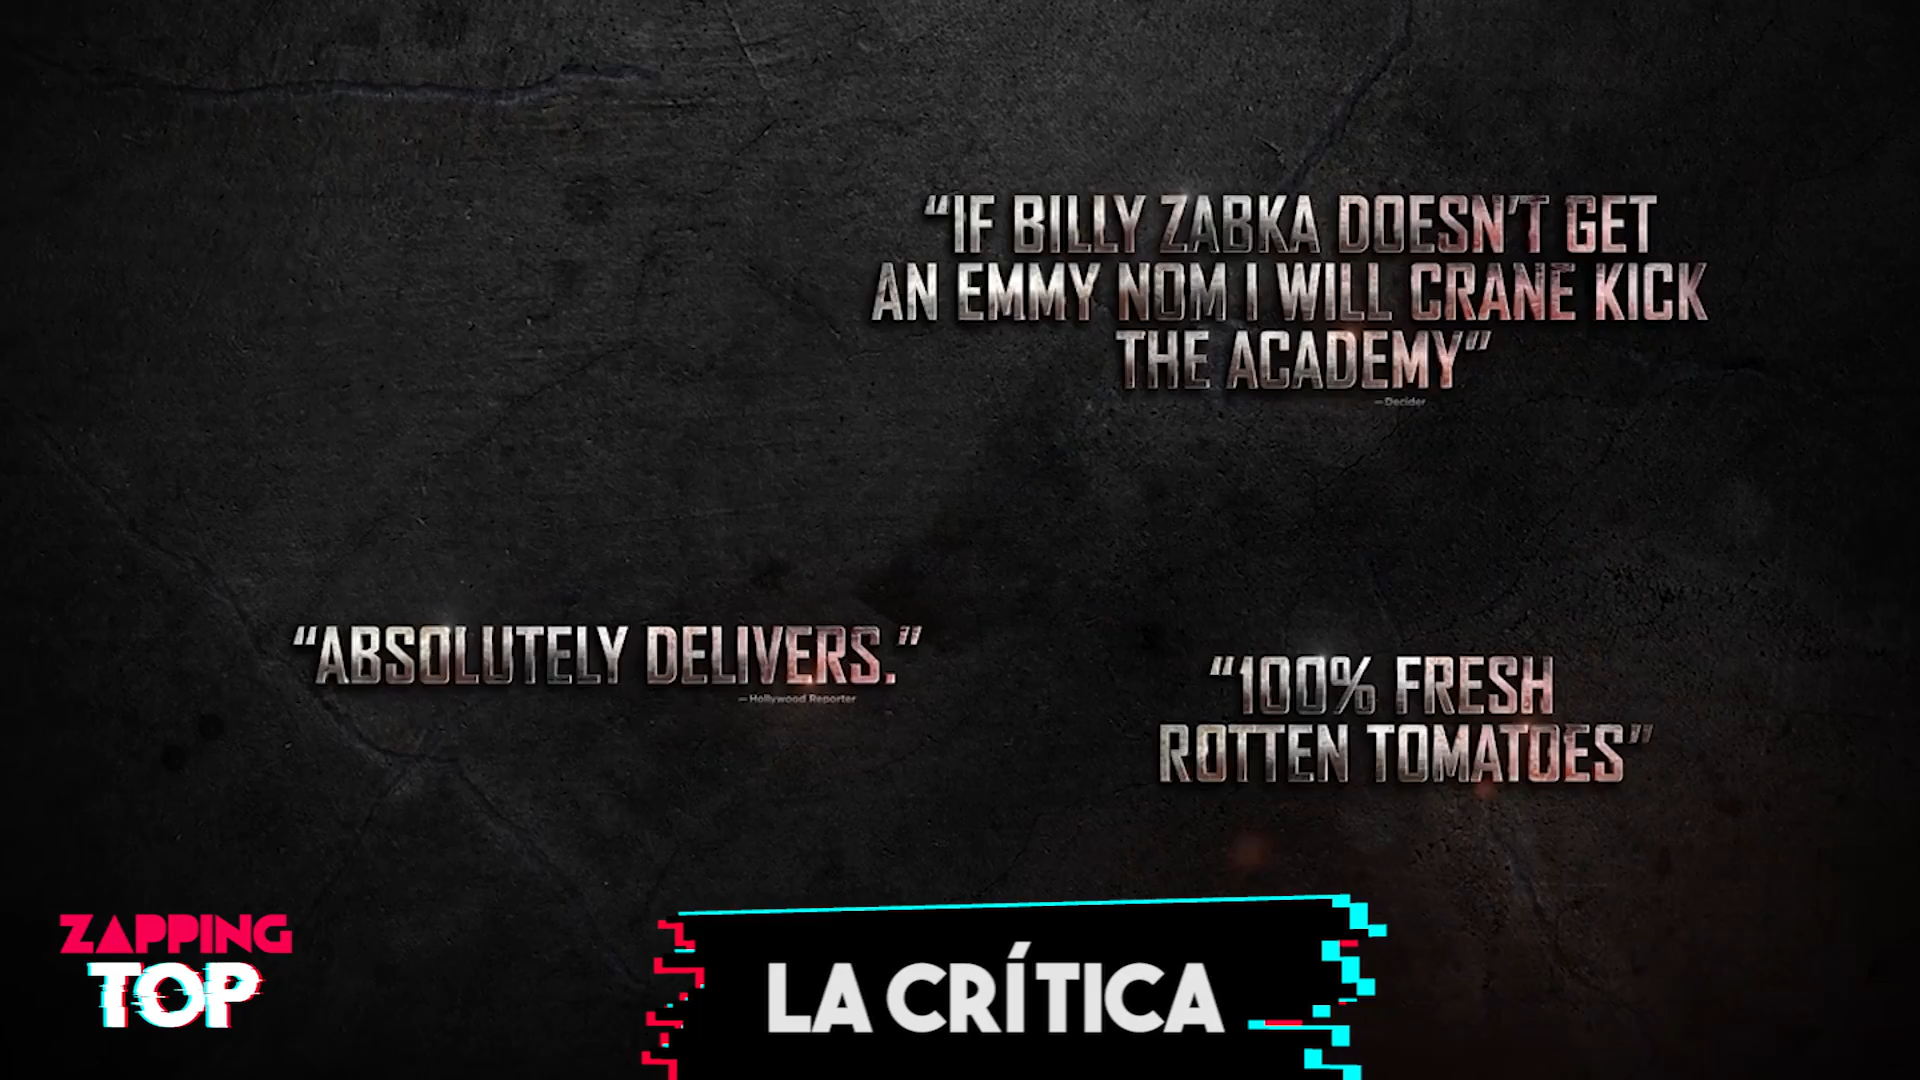 “IF BILLY ZABKA DOESN’T GET
AN EMMY NOM I WILL CRANE KICK
THE ACADEMY”
—Decider
“ABSOLUTELY DELIVERS.”
—Hollywood Reporter
“100% FRESH
ROTTEN TOMATOES”
ZAPPING
TOP
LA CRÍTICA